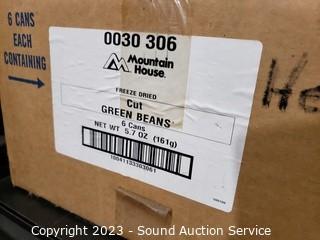 6 CANS
EACH
CONTAINING
0030 306
Mountain
House.
FREEZE DRIED
Cut
GREEN BEANS
6 Cans
NET WT 5.7 OZ (161g)
10041133303061
Copyright 2023 - Sound Auction Service